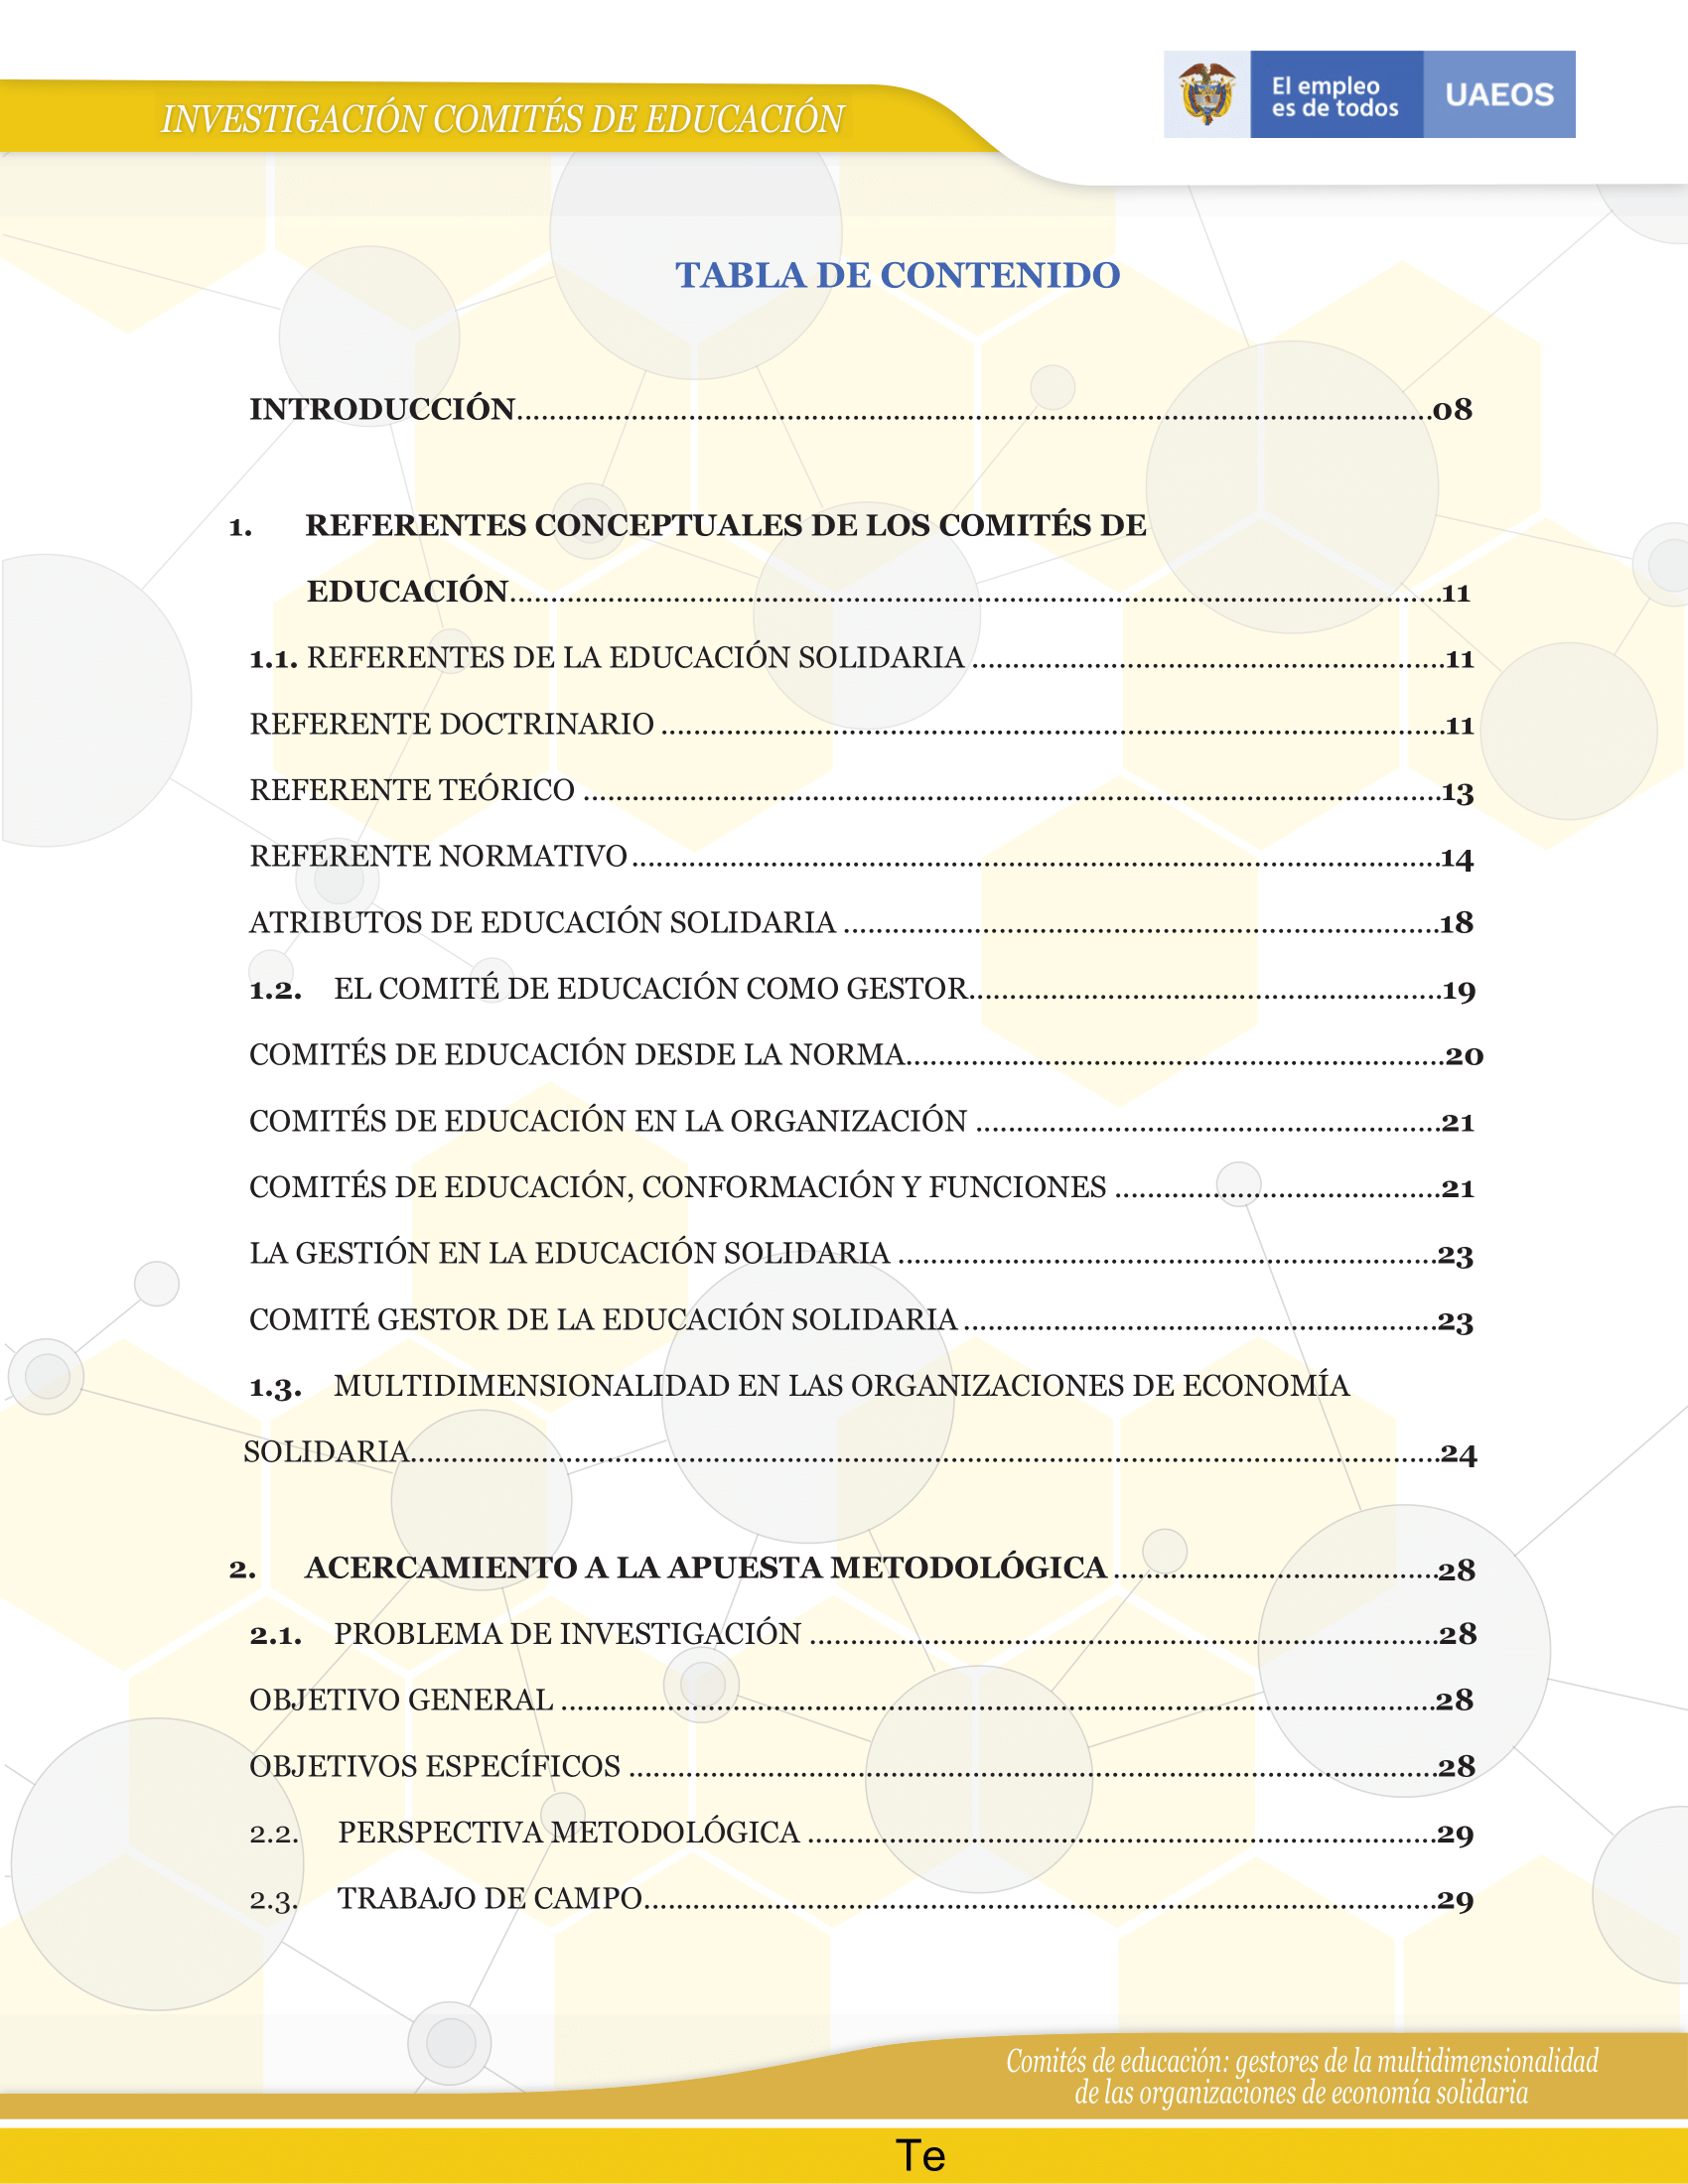 INVESTIGACIÓN COMITÉS DE EDUCACIÓN
El empleo
es de todos
UAEOS
TABLA DE CONTENIDO
INTRODUCCIÓN....................08
1. REFERENTES CONCEPTUALES DE LOS COMITÉS DE
EDUCACIÓN....................11
1.1. REFERENTES DE LA EDUCACIÓN SOLIDARIA ....................11
REFERENTE DOCTRINARIO ....................11
REFERENTE TEÓRICO ....................13
REFERENTE NORMATIVO ....................14
ATRIBUTOS DE EDUCACIÓN SOLIDARIA ....................18
1.2. EL COMITÉ DE EDUCACIÓN COMO GESTOR....................19
COMITÉS DE EDUCACIÓN DESDE LA NORMA....................20
COMITÉS DE EDUCACIÓN EN LA ORGANIZACIÓN ....................21
COMITÉS DE EDUCACIÓN, CONFORMACIÓN Y FUNCIONES ....................21
LA GESTIÓN EN LA EDUCACIÓN SOLIDARIA ....................23
COMITÉ GESTOR DE LA EDUCACIÓN SOLIDARIA ....................23
1.3. MULTIDIMENSIONALIDAD EN LAS ORGANIZACIONES DE ECONOMÍA
SOLIDARIA....................24
2. ACERCAMIENTO A LA APUESTA METODOLÓGICA ....................28
2.1. PROBLEMA DE INVESTIGACIÓN ....................28
OBJETIVO GENERAL ....................28
OBJETIVOS ESPECÍFICOS ....................28
2.2. PERSPECTIVA METODOLÓGICA ....................29
2.3. TRABAJO DE CAMPO....................29
Comités de educación: gestores de la multidimensionalidad
de las organizaciones de economía solidaria
Te